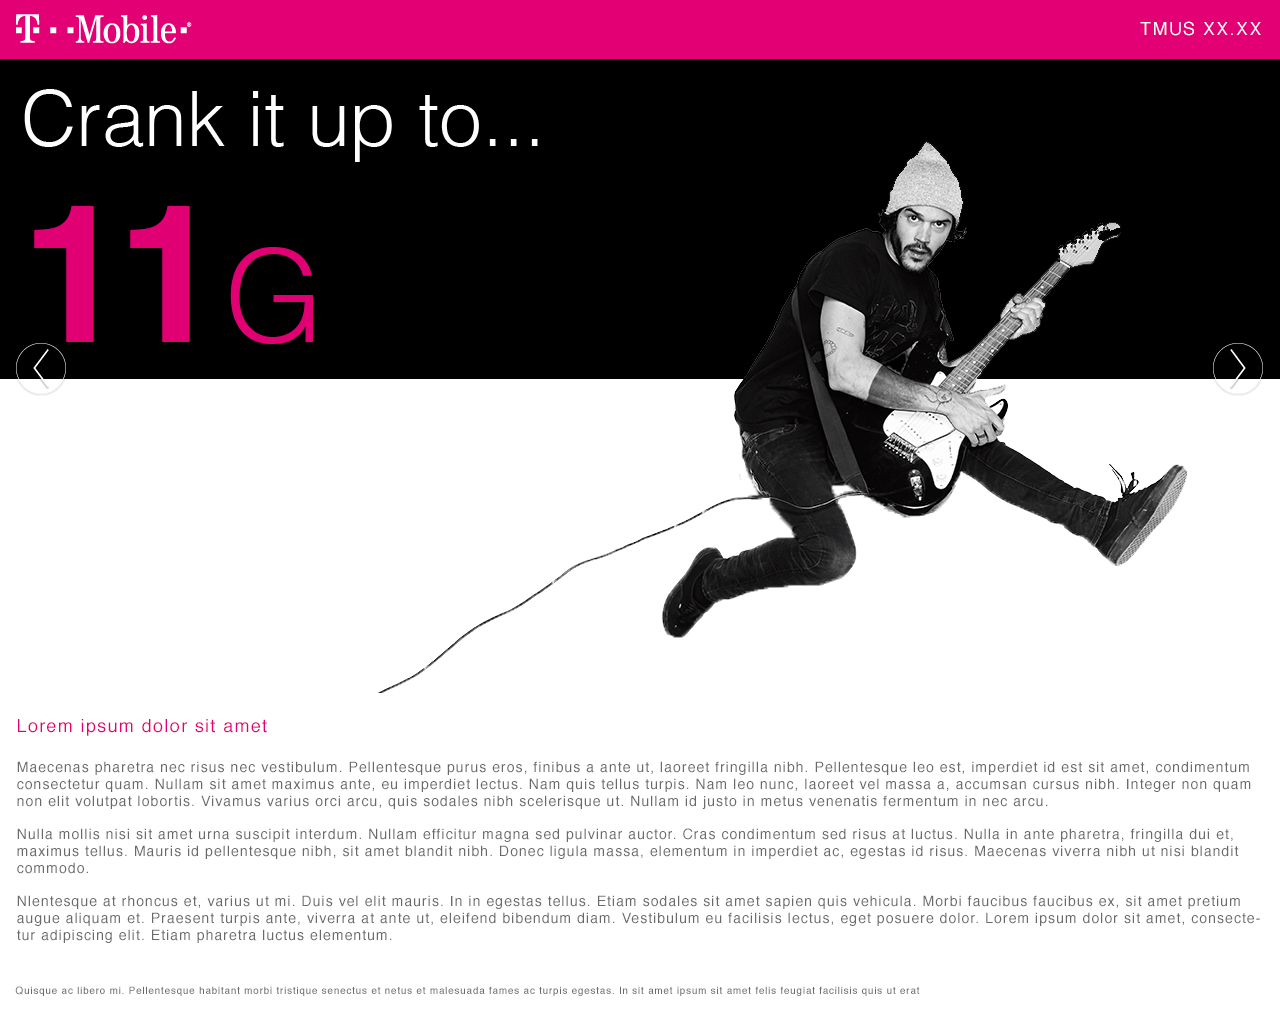 T··Mobile·®
TMUS XX.XX
Crank it up to...
11G
Lorem ipsum dolor sit amet
Maecenas pharetra nec risus nec vestibulum. Pellentesque purus eros, finibus a ante ut, laoreet fringilla nibh. Pellentesque leo est, imperdiet id est sit amet, condimentum
consectetur quam. Nullam sit amet maximus ante, eu imperdiet lectus. Nam quis tellus turpis. Nam leo nunc, laoreet vel massa a, accumsan cursus nibh. Integer non quam
non elit volutpat lobortis. Vivamus varius orci arcu, quis sodales nibh scelerisque ut. Nullam id justo in metus venenatis fermentum in nec arcu.
Nulla mollis nisi sit amet urna suscipit interdum. Nullam efficitur magna sed pulvinar auctor. Cras condimentum sed risus at luctus. Nulla in ante pharetra, fringilla dui et,
maximus tellus. Mauris id pellentesque nibh, sit amet blandit nibh. Donec ligula massa, elementum in imperdiet ac, egestas id risus. Maecenas viverra nibh ut nisi blandit
commodo.
Nlentesque at rhoncus et, varius ut mi. Duis vel elit mauris. In in egestas tellus. Etiam sodales sit amet sapien quis vehicula. Morbi faucibus faucibus ex, sit amet pretium
augue aliquam et. Praesent turpis ante, viverra at ante ut, eleifend bibendum diam. Vestibulum eu facilisis lectus, eget posuere dolor. Lorem ipsum dolor sit amet, consecte-
tur adipiscing elit. Etiam pharetra luctus elementum.
Quisque ac libero mi. Pellentesque habitant morbi tristique senectus et netus et malesuada fames ac turpis egestas. In sit amet ipsum sit amet felis feugiat facilisis quis ut erat